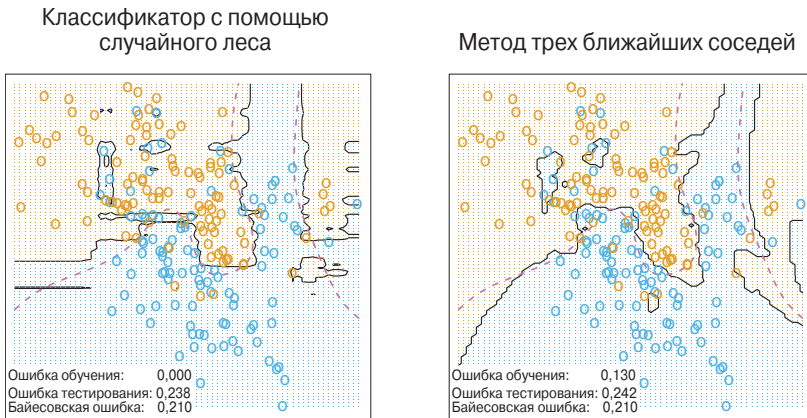 Классификатор с помощью
случайного леса
Метод трех ближайших соседей
Ошибка обучения: 0,000
Ошибка тестирования: 0,238
Байесовская ошибка: 0,210
Ошибка обучения: 0,130
Ошибка тестирования: 0,242
Байесовская ошибка: 0,210